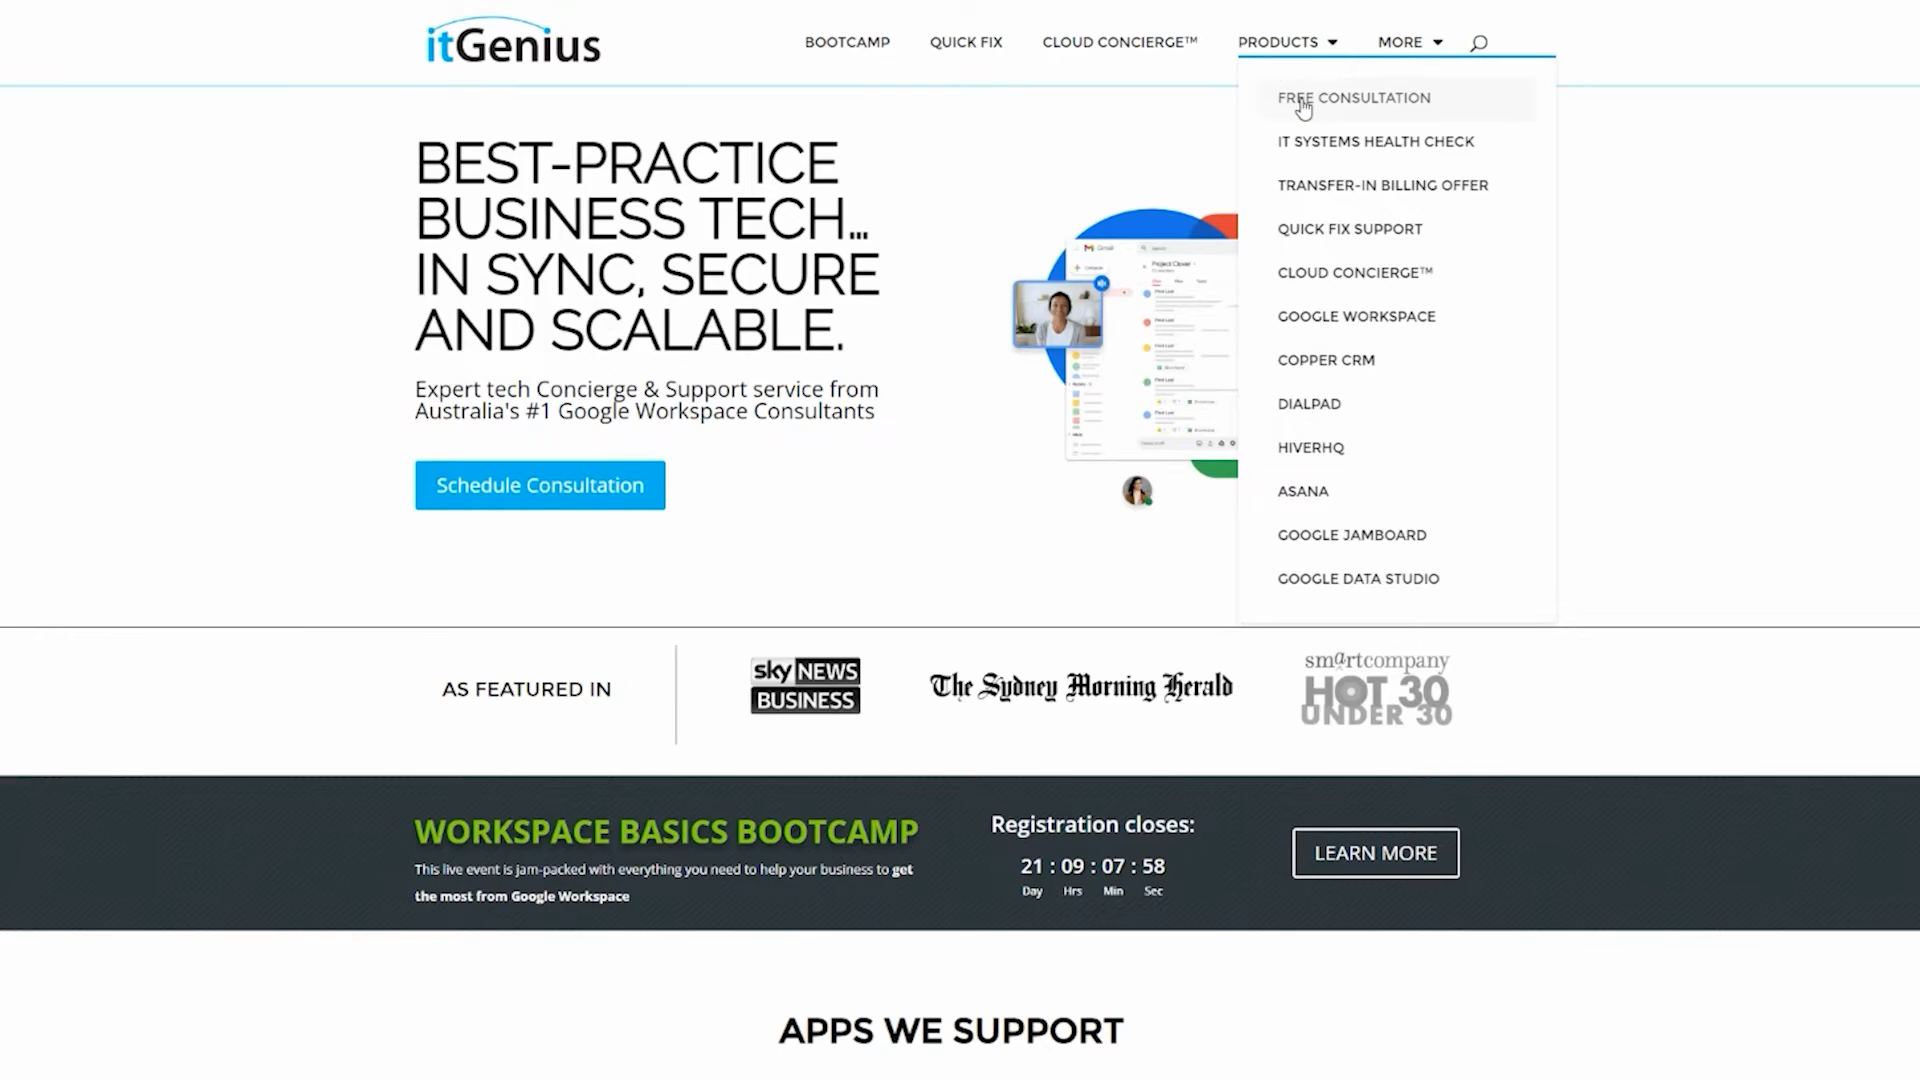 itGenius
BOOTCAMP
QUICK FIX
CLOUD CONCIERGE™
PRODUCTS
MORE
FREE CONSULTATION
IT SYSTEMS HEALTH CHECK
TRANSFER-IN BILLING OFFER
QUICK FIX SUPPORT
CLOUD CONCIERGE™
GOOGLE WORKSPACE
COPPER CRM
DIALPAD
HIVERHQ
ASANA
GOOGLE JAMBOARD
GOOGLE DATA STUDIO
BEST-PRACTICE
BUSINESS TECH...
IN SYNC, SECURE
AND SCALABLE.
Expert tech Concierge & Support service from
Australia's #1 Google Workspace Consultants
Schedule Consultation
Gmail
Project Clover
AS FEATURED IN
sky NEWS
BUSINESS
The Sydney Morning Herald
smartcompany
HOT 30
UNDER 30
WORKSPACE BASICS BOOTCAMP
This live event is jam-packed with everything you need to help your business to get
the most from Google Workspace
Registration closes:
21 : 09 : 07 : 58
Day Hrs Min Sec
LEARN MORE
APPS WE SUPPORT